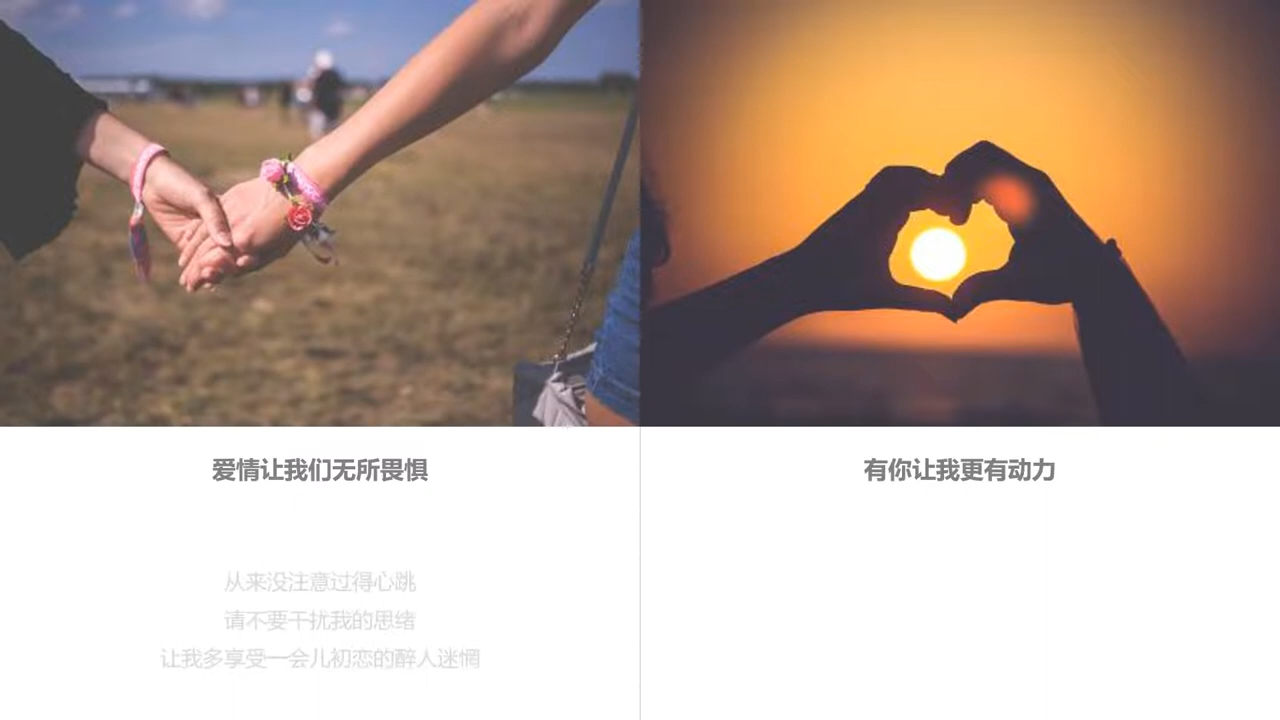 爱情让我们无所畏惧
从来没注意过得心跳
请不要干扰我的思绪
让我多享受一会儿初恋的醉人迷惘
有你让我更有动力